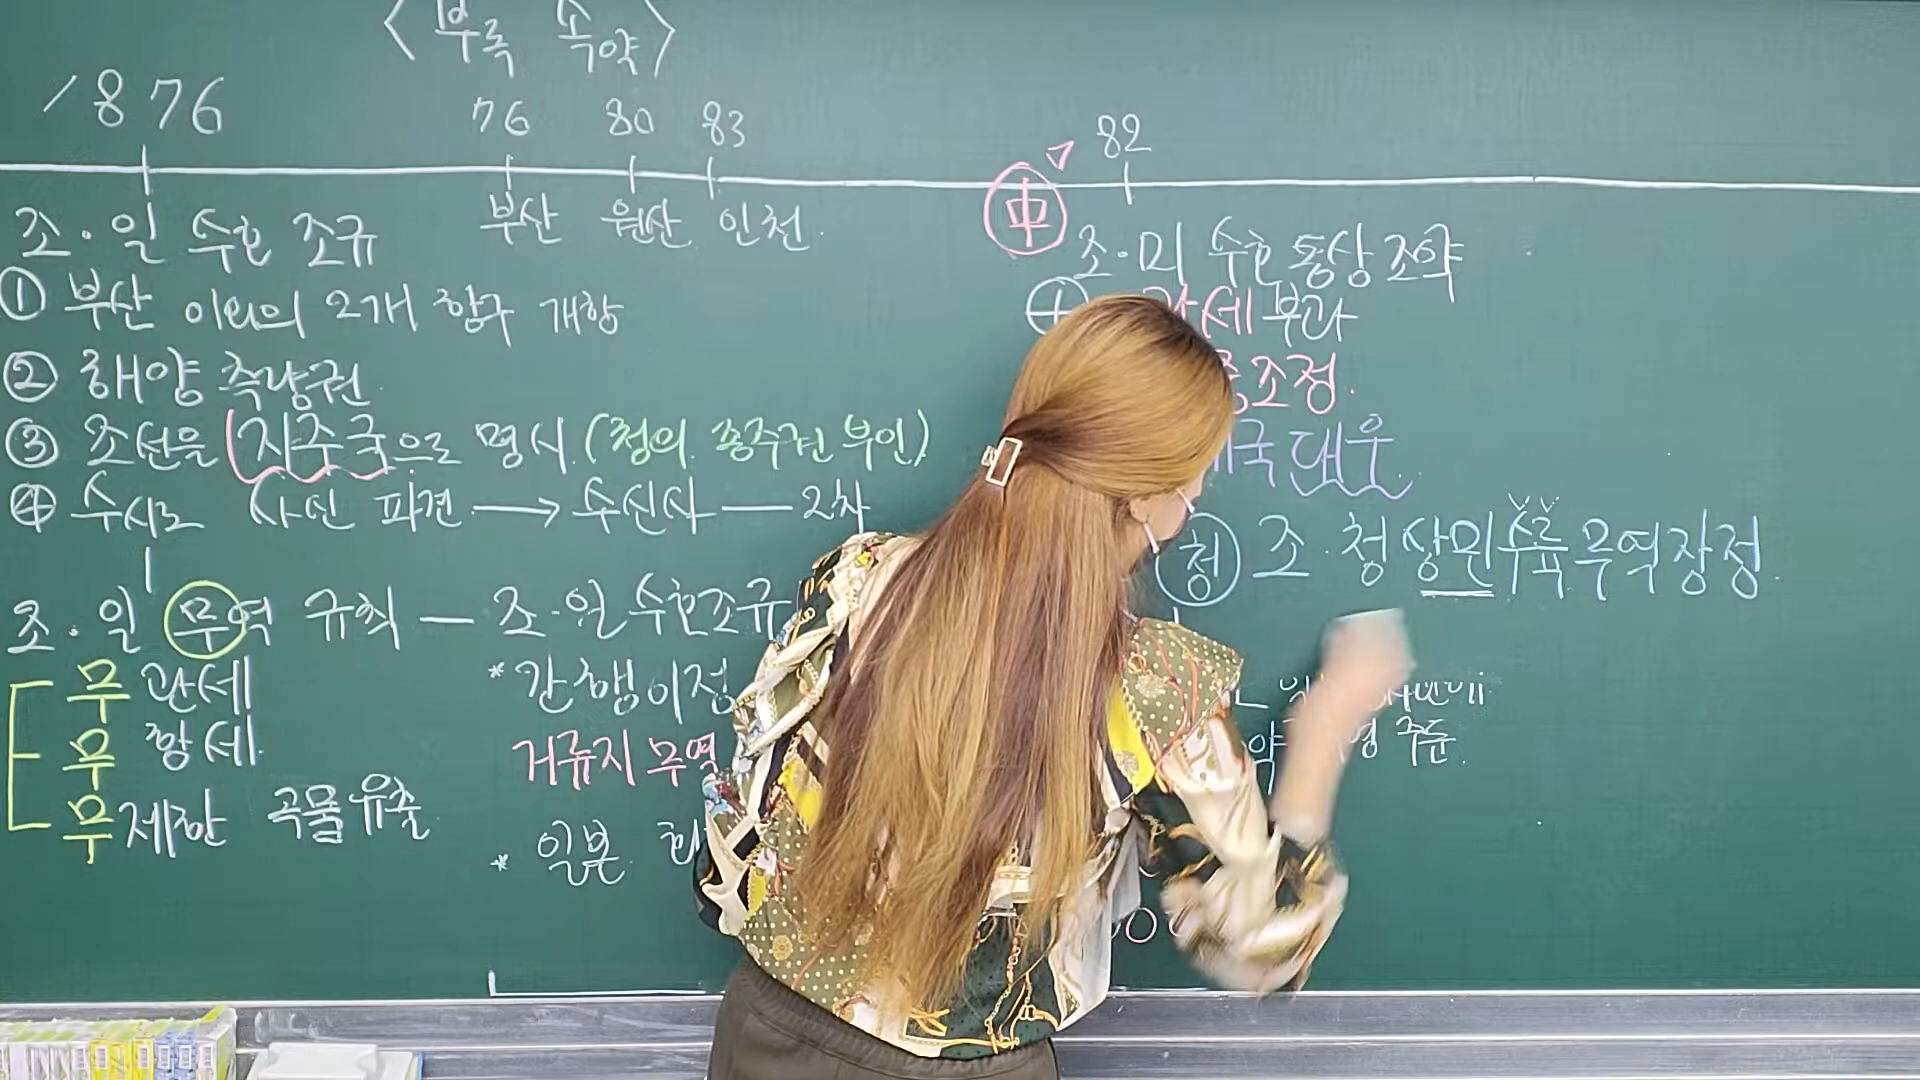 <부록 속약>
1876
76 80 83
82
부산 원산 인천
中
조·일 수호 조규
① 부산 이외의 2개 항구 개항
② 해양 측량권
③ 조선을 자주국으로 명시 (청의 종주권 부인)
④ 수시로 사신 파견 → 수신사 — 2차
조·일 무역 규칙 — 조·일 수호조규
무관세
무항세
무제한 곡물 유출
* 간행이정
거류지 무역
* 일본
조·미 수호통상조약
관세 부과
조정.
국 대우.
청 조·청상민수륙무역장정.